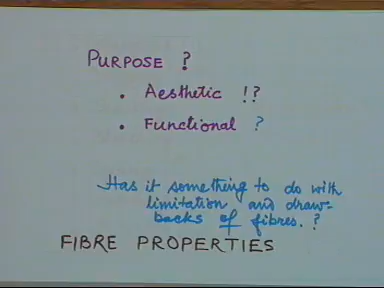 PURPOSE ?
• Aesthetic !?
• Functional ?
Has it something to do with
limitation and draw-
backs of fibres. ?
FIBRE PROPERTIES